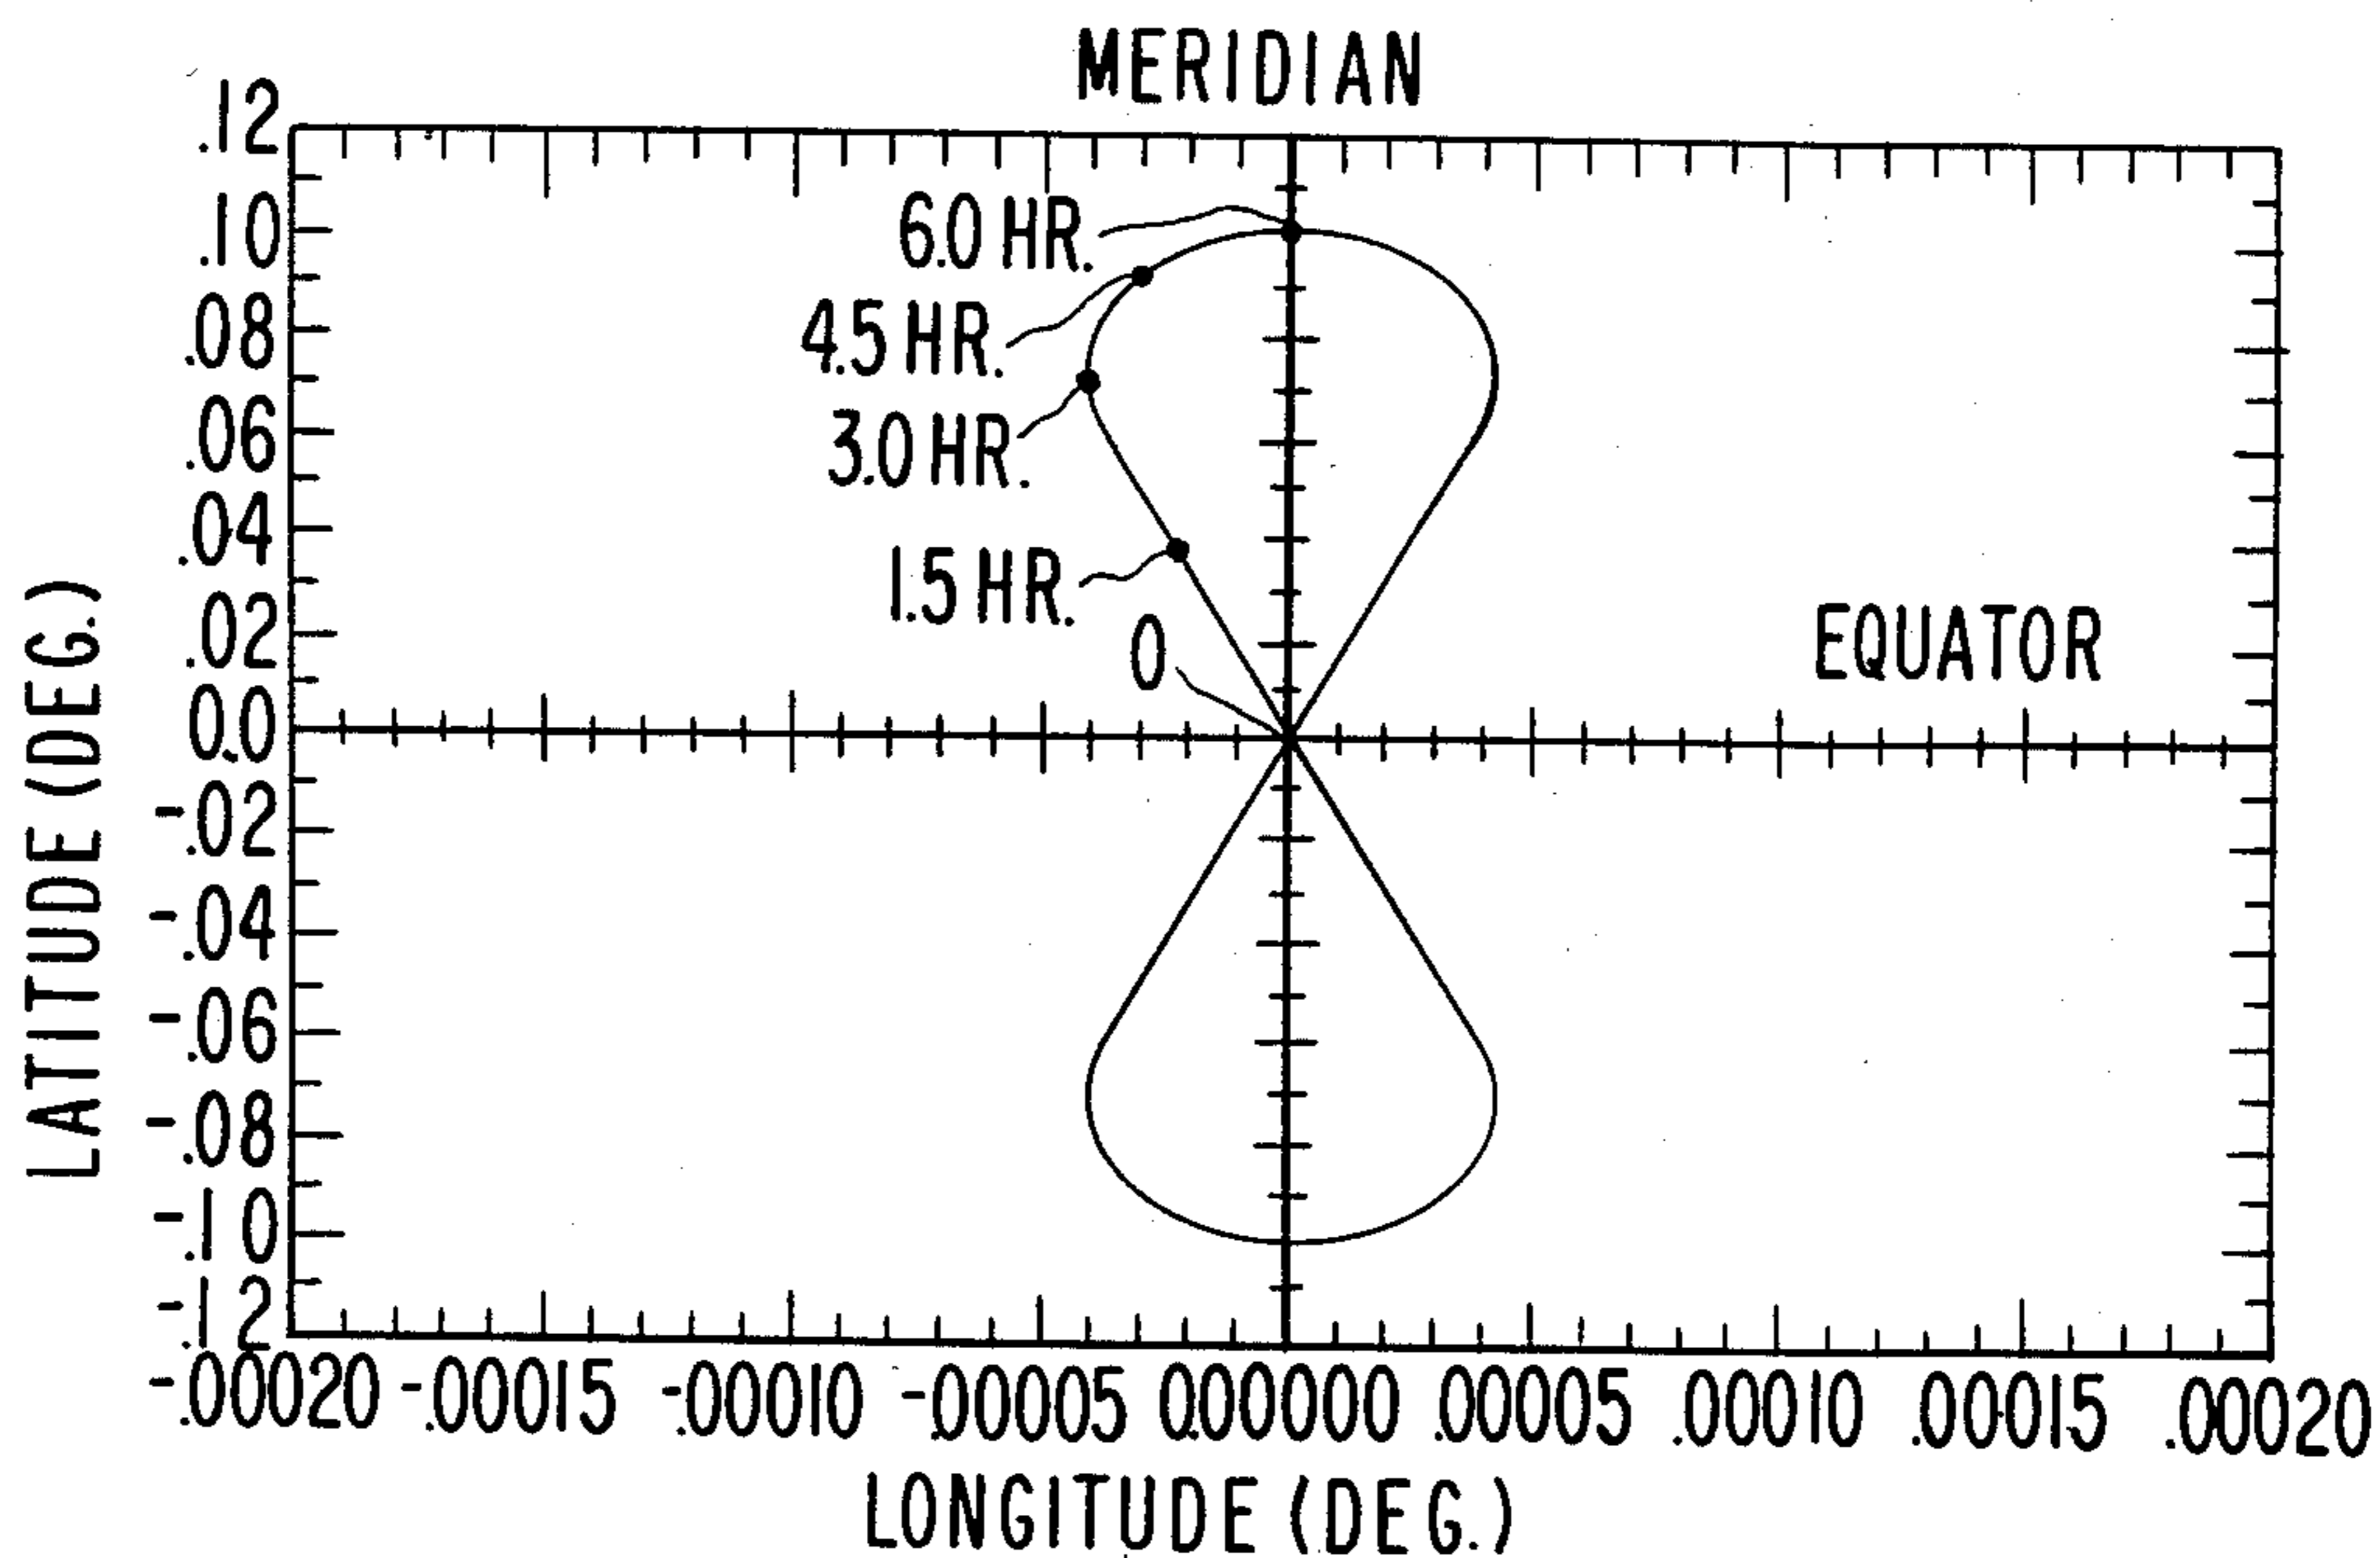 MERIDIAN
.12
.10
.08
.06
.04
.02
0.0
-.02
-.04
-.06
-.08
-.10
-.12
6.0 HR.
4.5 HR.
3.0 HR.
1.5 HR.
0
EQUATOR
LATITUDE (DEG.)
-.00020 -.00015 -.00010 -.00005 0.00000 .00005 .00010 .00015 .00020
LONGITUDE (DEG.)